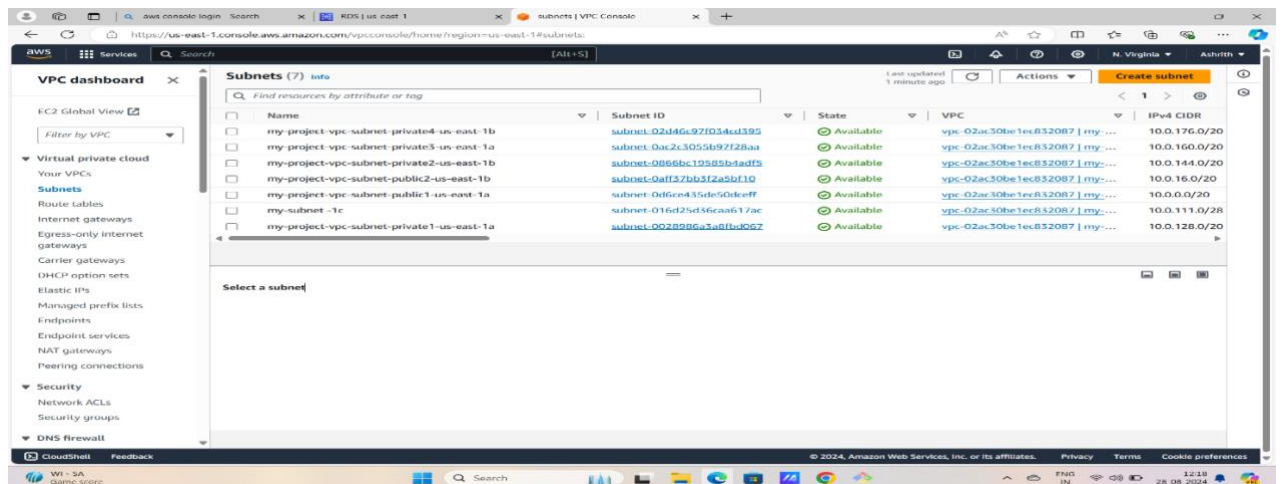 aws console login - Search
RDS | us-east-1
subnets | VPC Console
https://us-east-1.console.aws.amazon.com/vpcconsole/home?region=us-east-1#subnets:
aws
Services
Search
[Alt+S]
N. Virginia
Ashrith
VPC dashboard
EC2 Global View
Filter by VPC
Virtual private cloud
Your VPCs
Subnets
Route tables
Internet gateways
Egress-only internet
gateways
Carrier gateways
DHCP option sets
Elastic IPs
Managed prefix lists
Endpoints
Endpoint services
NAT gateways
Peering connections
Security
Network ACLs
Security groups
DNS firewall
Subnets (7) Info
Last updated
1 minute ago
Actions
Create subnet
Find resources by attribute or tag
1
Name Subnet ID State VPC IPv4 CIDR
my-project-vpc-subnet-private4-us-east-1b subnet-02d46c97f034cd395 Available vpc-02ac30be1ec832087 | my-... 10.0.176.0/20
my-project-vpc-subnet-private3-us-east-1a subnet-0ac2c3055b97f28aa Available vpc-02ac30be1ec832087 | my-... 10.0.160.0/20
my-project-vpc-subnet-private2-us-east-1b subnet-0866bc19585b4adf5 Available vpc-02ac30be1ec832087 | my-... 10.0.144.0/20
my-project-vpc-subnet-public2-us-east-1b subnet-0aff37bb3f2a5bf10 Available vpc-02ac30be1ec832087 | my-... 10.0.16.0/20
my-project-vpc-subnet-public1-us-east-1a subnet-0d6ce435de50dceff Available vpc-02ac30be1ec832087 | my-... 10.0.0.0/20
my-subnet -1c subnet-016d25d36caa617ac Available vpc-02ac30be1ec832087 | my-... 10.0.111.0/28
my-project-vpc-subnet-private1-us-east-1a subnet-0028986a3a8fbd067 Available vpc-02ac30be1ec832087 | my-... 10.0.128.0/20
Select a subnet
CloudShell Feedback
© 2024, Amazon Web Services, Inc. or its affiliates. Privacy Terms Cookie preferences
WI - SA
Game score
Search
ENG
IN
12:18
28-08-2024